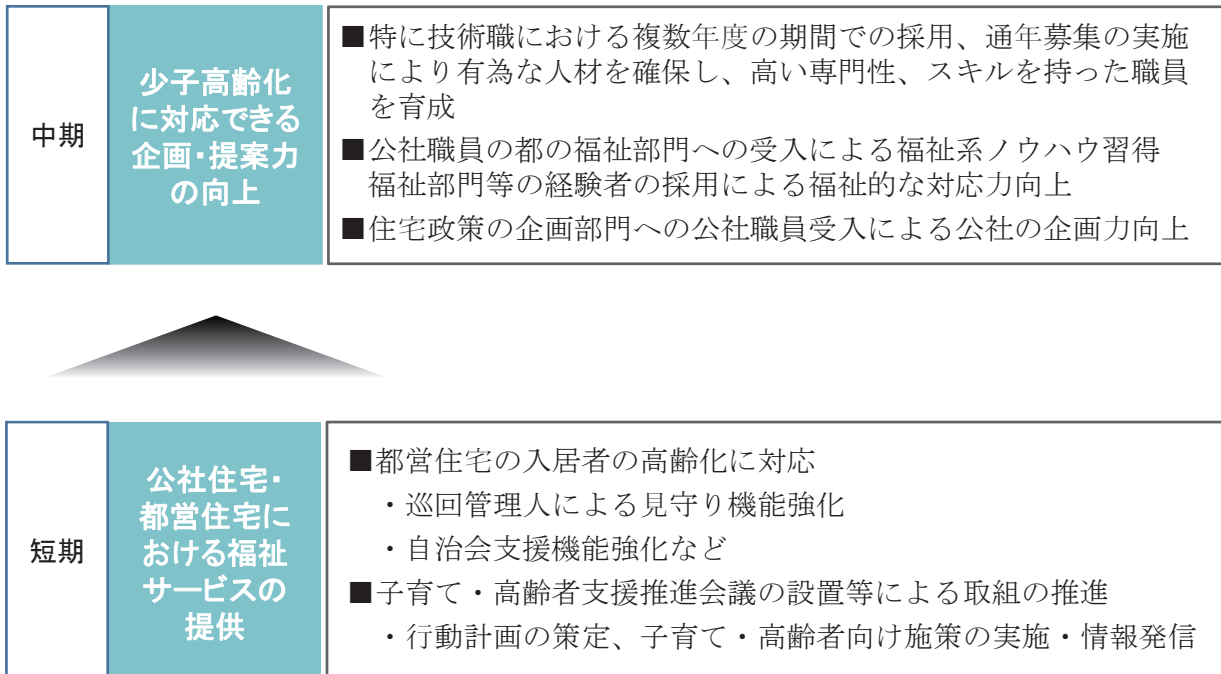 中期
少子高齢化
に対応できる
企画・提案力
の向上
■特に技術職における複数年度の期間での採用、通年募集の実施
により有為な人材を確保し、高い専門性、スキルを持った職員
を育成
■公社職員の都の福祉部門への受入による福祉系ノウハウ習得
福祉部門等の経験者の採用による福祉的な対応力向上
■住宅政策の企画部門への公社職員受入による公社の企画力向上
短期
公社住宅・
都営住宅に
おける福祉
サービスの
提供
■都営住宅の入居者の高齢化に対応
・巡回管理人による見守り機能強化
・自治会支援機能強化など
■子育て・高齢者支援推進会議の設置等による取組の推進
・行動計画の策定、子育て・高齢者向け施策の実施・情報発信